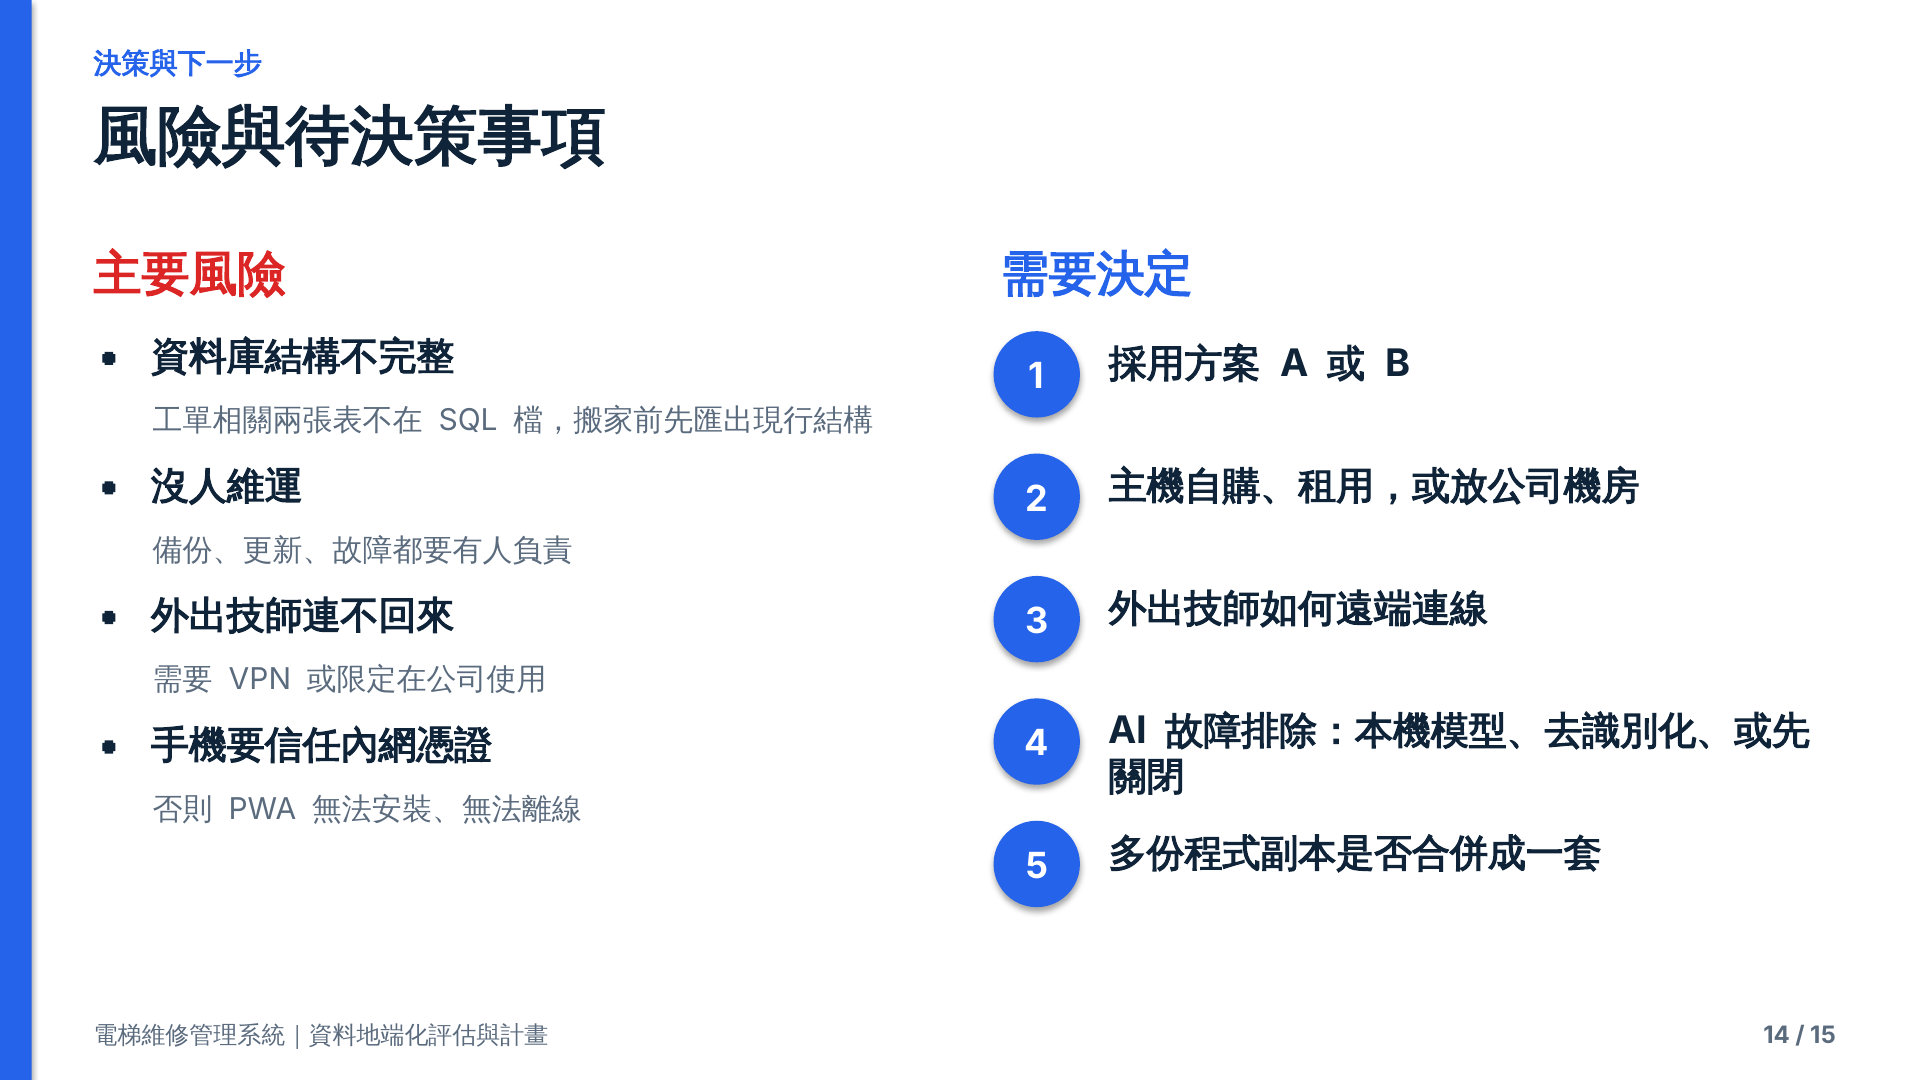 決策與下一步
風險與待決策事項
主要風險
• 資料庫結構不完整
工單相關兩張表不在 SQL 檔，搬家前先匯出現行結構
• 沒人維運
備份、更新、故障都要有人負責
• 外出技師連不回來
需要 VPN 或限定在公司使用
• 手機要信任內網憑證
否則 PWA 無法安裝、無法離線
需要決定
1 採用方案 A 或 B
2 主機自購、租用，或放公司機房
3 外出技師如何遠端連線
4 AI 故障排除：本機模型、去識別化、或先
關閉
5 多份程式副本是否合併成一套
電梯維修管理系統｜資料地端化評估與計畫
14 / 15